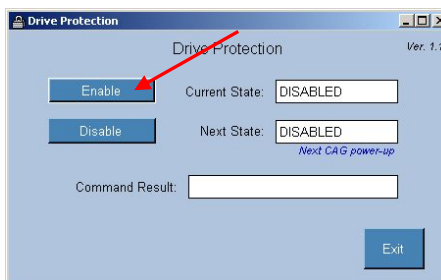 Drive Protection
Drive Protection
Ver. 1.1
Enable
Current State:
DISABLED
Disable
Next State:
DISABLED
Next CAG power-up
Command Result:
Exit